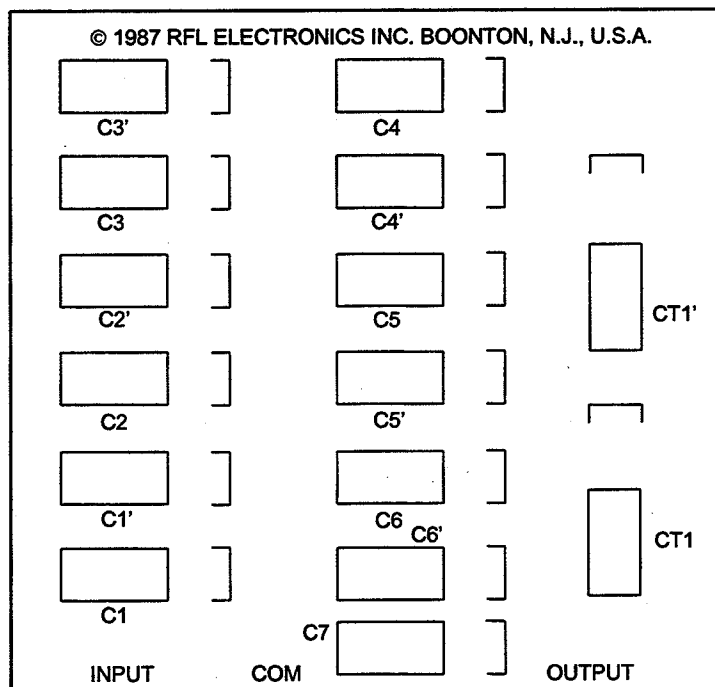 © 1987 RFL ELECTRONICS INC. BOONTON, N.J., U.S.A.
C3' C4
C3 C4'
C2' C5 CT1'
C2 C5'
C1' C6
C6' CT1
C1
C7
INPUT COM OUTPUT